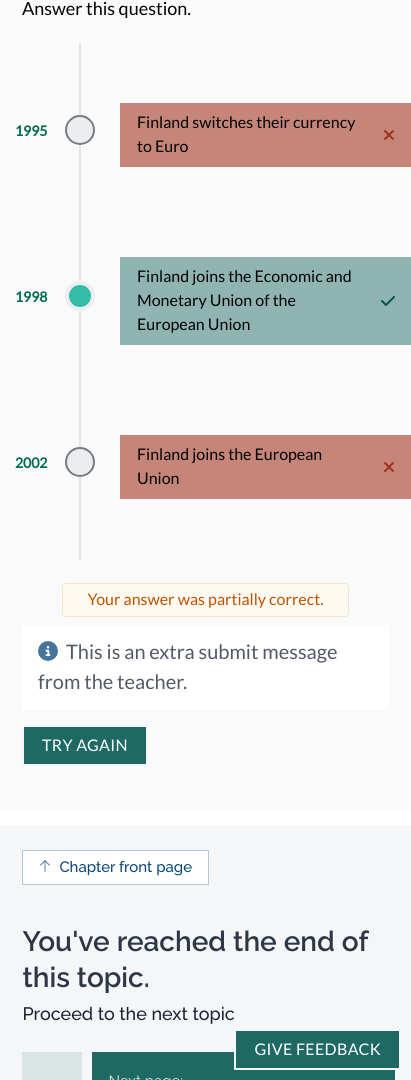 Answer this question.
1995
Finland switches their currency
to Euro
1998
Finland joins the Economic and
Monetary Union of the
European Union
2002
Finland joins the European
Union
Your answer was partially correct.
This is an extra submit message
from the teacher.
TRY AGAIN
Chapter front page
You've reached the end of
this topic.
Proceed to the next topic
GIVE FEEDBACK
Next page: